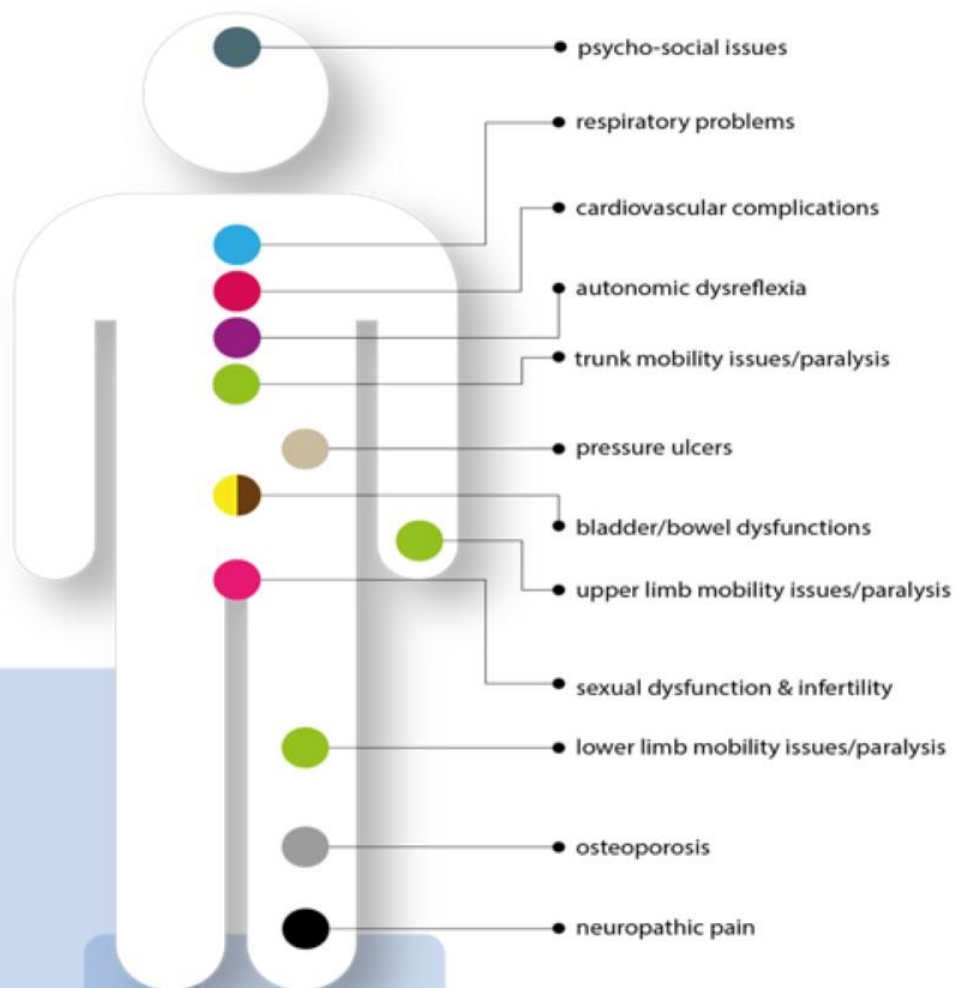 psycho-social issues
respiratory problems
cardiovascular complications
autonomic dysreflexia
trunk mobility issues/paralysis
pressure ulcers
bladder/bowel dysfunctions
upper limb mobility issues/paralysis
sexual dysfunction & infertility
lower limb mobility issues/paralysis
osteoporosis
neuropathic pain